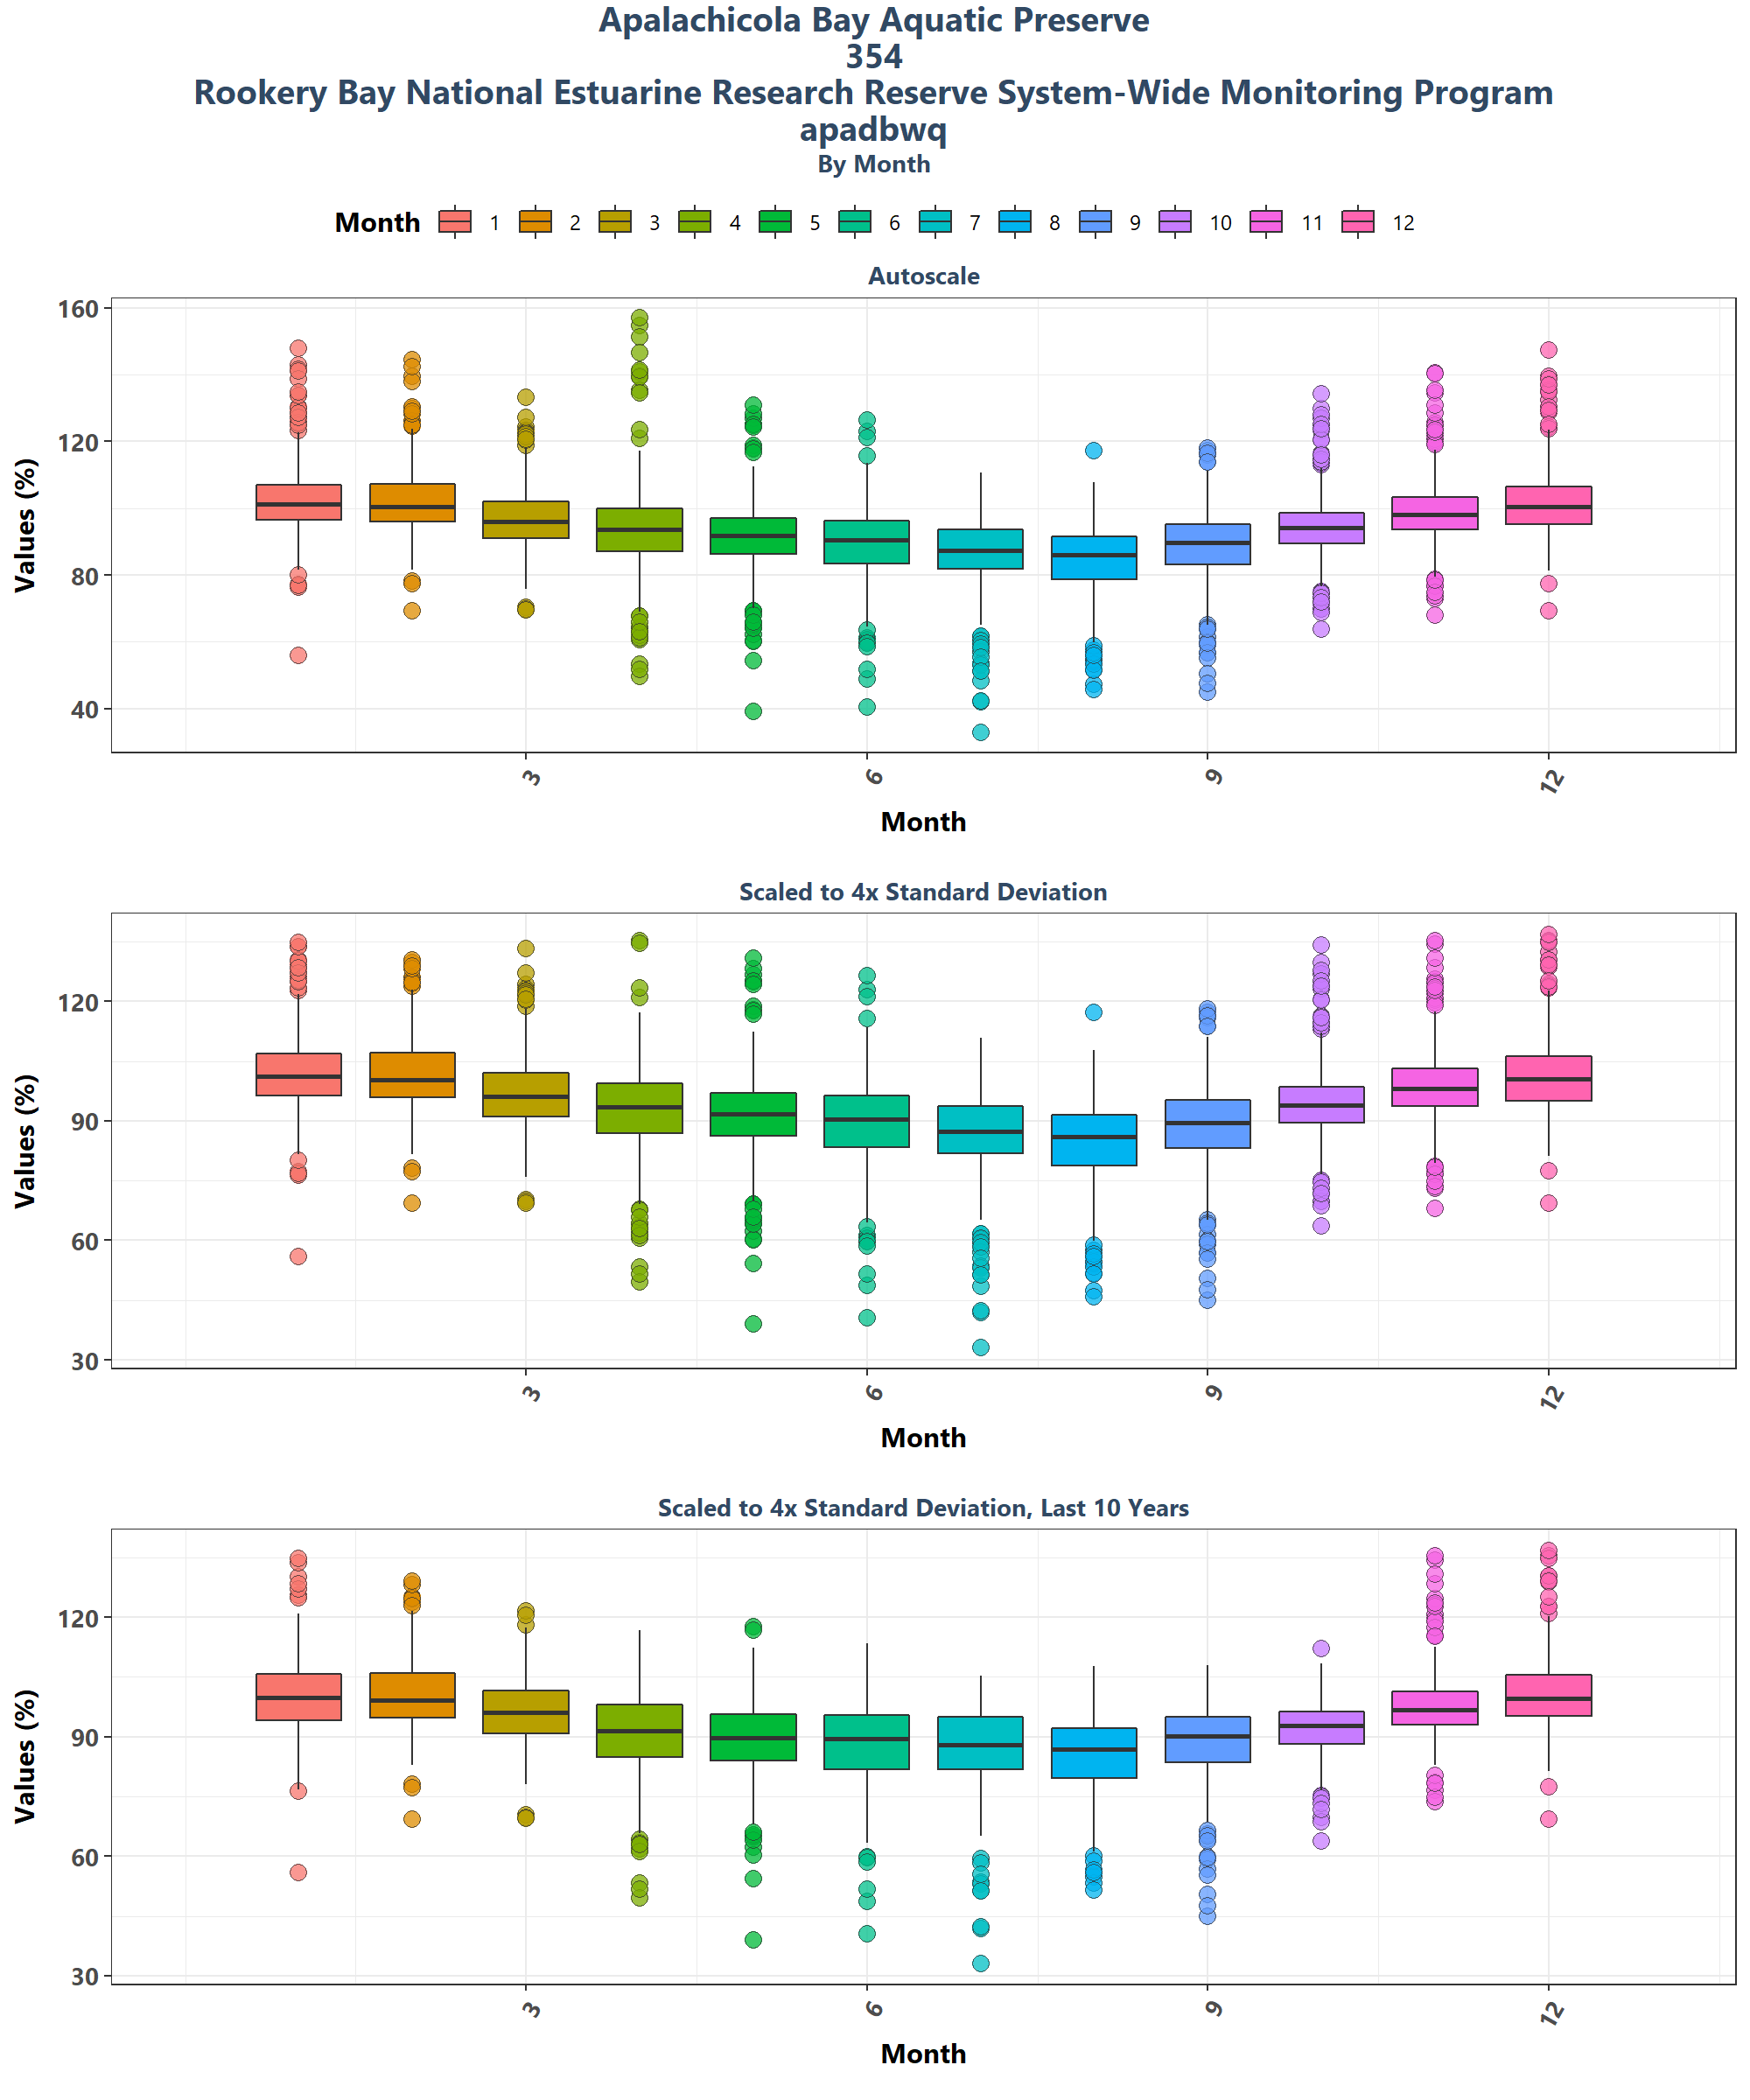 Apalachicola Bay Aquatic Preserve
354
Rookery Bay National Estuarine Research Reserve System-Wide Monitoring Program
apadbwq
By Month
Month 1 2 3 4 5 6 7 8 9 10 11 12
Autoscale
Values (%)
160
120
80
40
3 6 9 12
Month
Scaled to 4x Standard Deviation
Values (%)
120
90
60
30
3 6 9 12
Month
Scaled to 4x Standard Deviation, Last 10 Years
Values (%)
120
90
60
30
3 6 9 12
Month